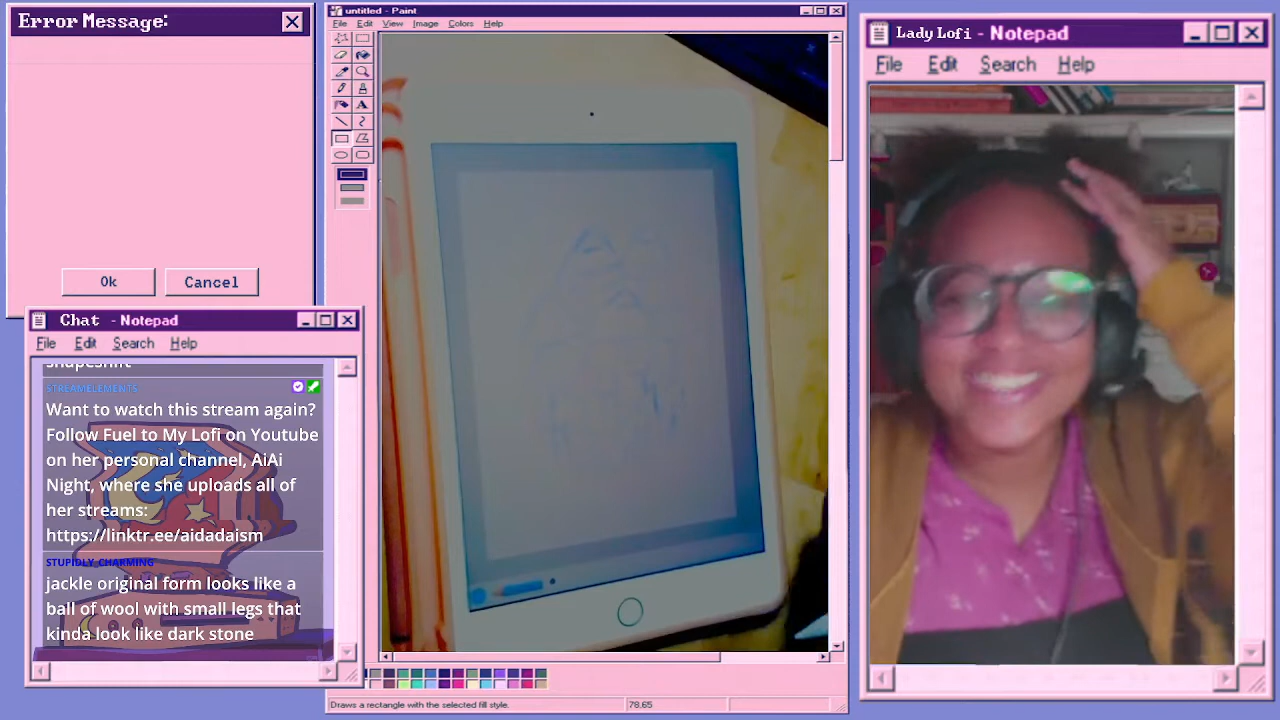 Error Message:
Ok
Cancel
untitled - Paint
File Edit View Image Colors Help
Draws a rectangle with the selected fill style.
78.65
Chat - Notepad
File Edit Search Help
shapeshift
STREAMELEMENTS
Want to watch this stream again?
Follow Fuel to My Lofi on Youtube
on her personal channel, AiAi
Night, where she uploads all of
her streams:
https://linktr.ee/aidadaism
STUPIDLY_CHARMING
jackle original form looks like a
ball of wool with small legs that
kinda look like dark stone
Lady Lofi - Notepad
File Edit Search Help